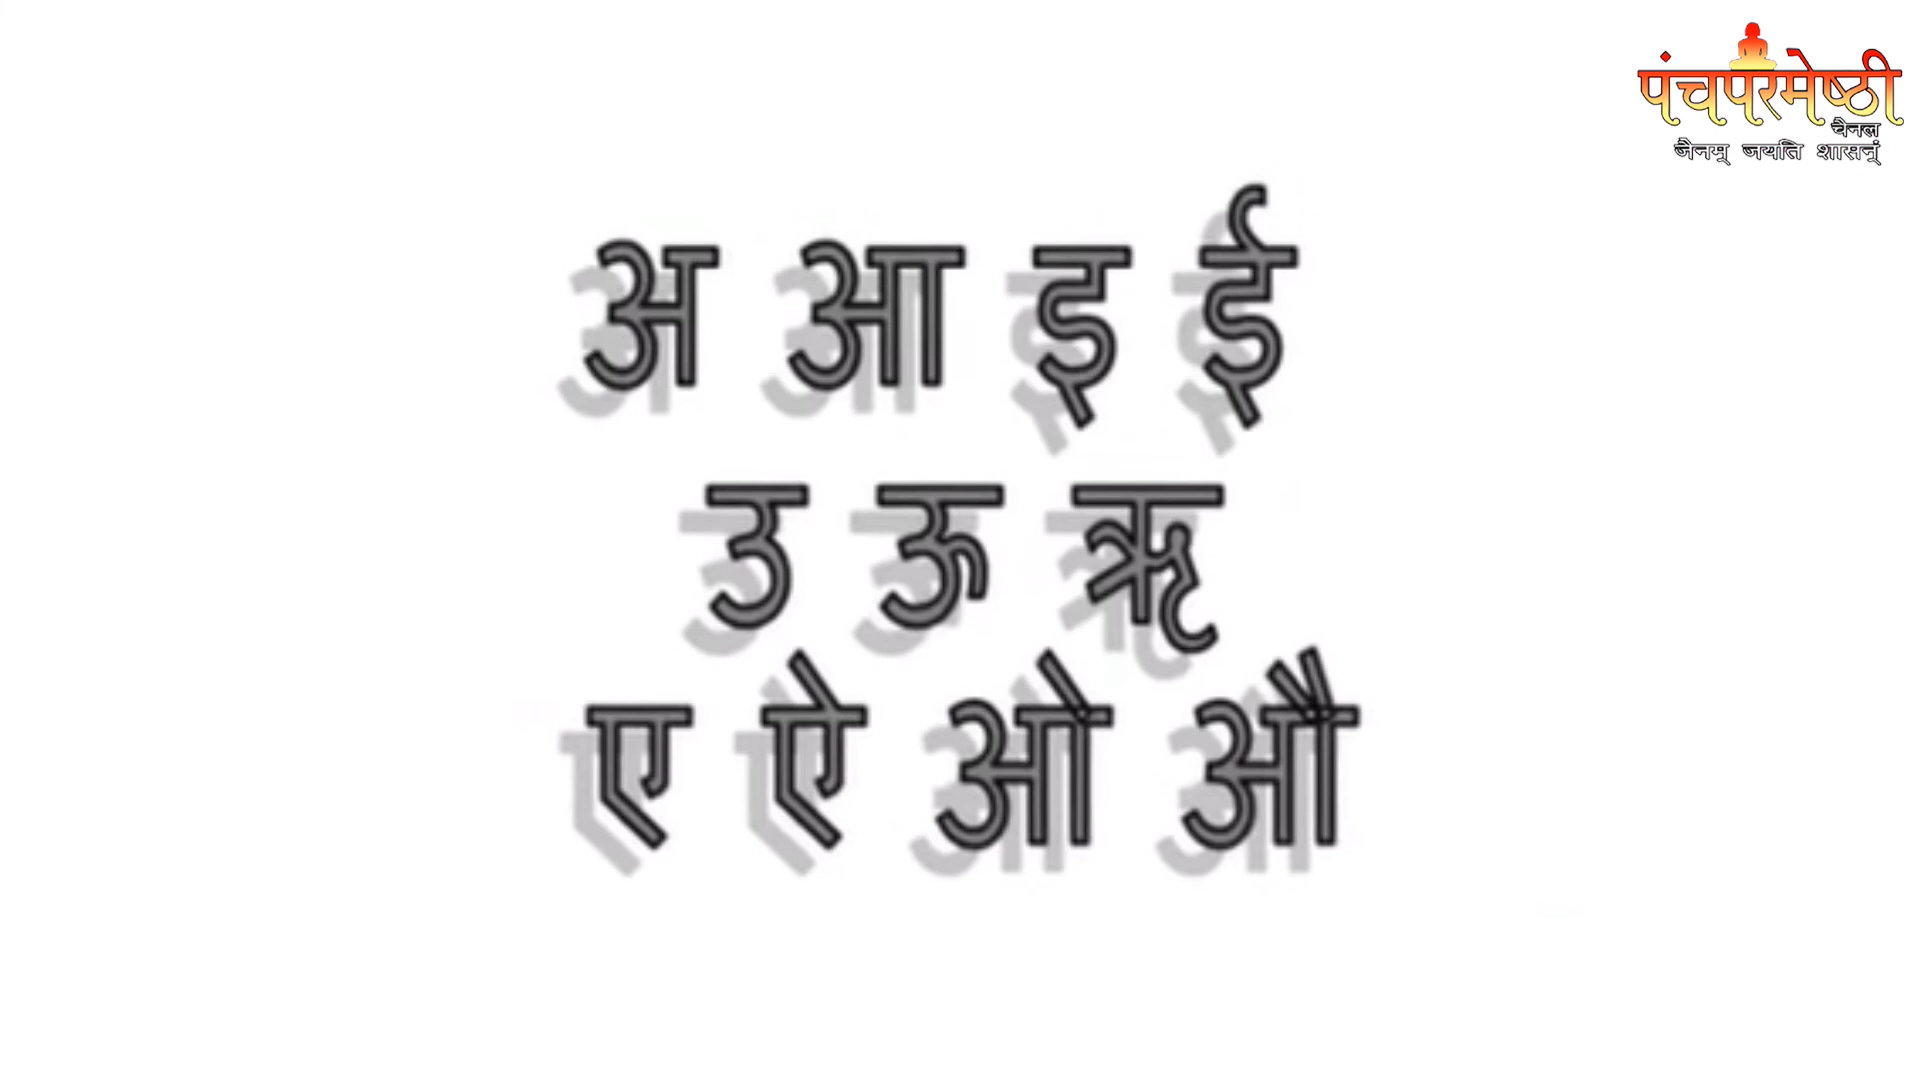 पंचपरमेष्ठी
चैनल
जैनम् जयति शासनं
अ आ इ ई
उ ऊ ऋ
ए ऐ ओ औ